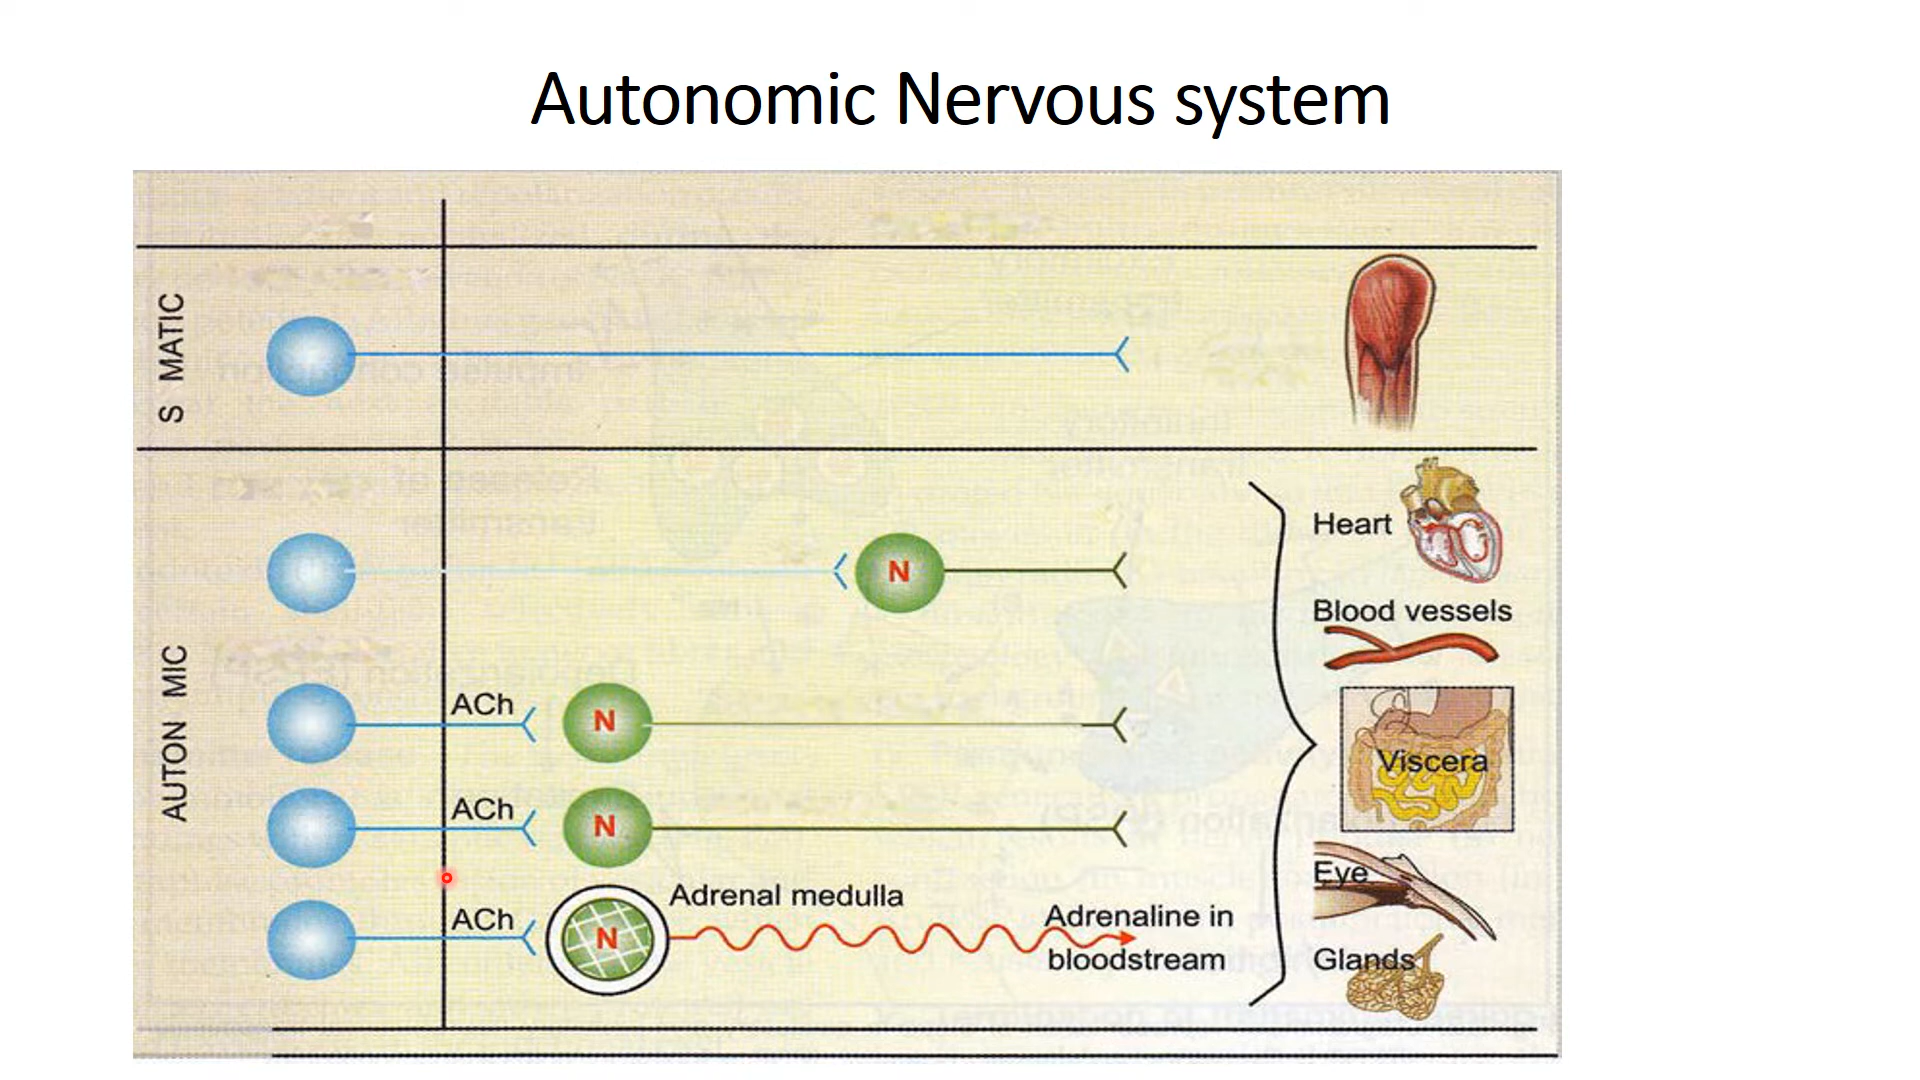 Autonomic Nervous system
S MATIC
Heart
N
Blood vessels
AUTON MIC
ACh
N
Viscera
ACh
N
Eye
Adrenal medulla
ACh
N
Adrenaline in
bloodstream
Glands